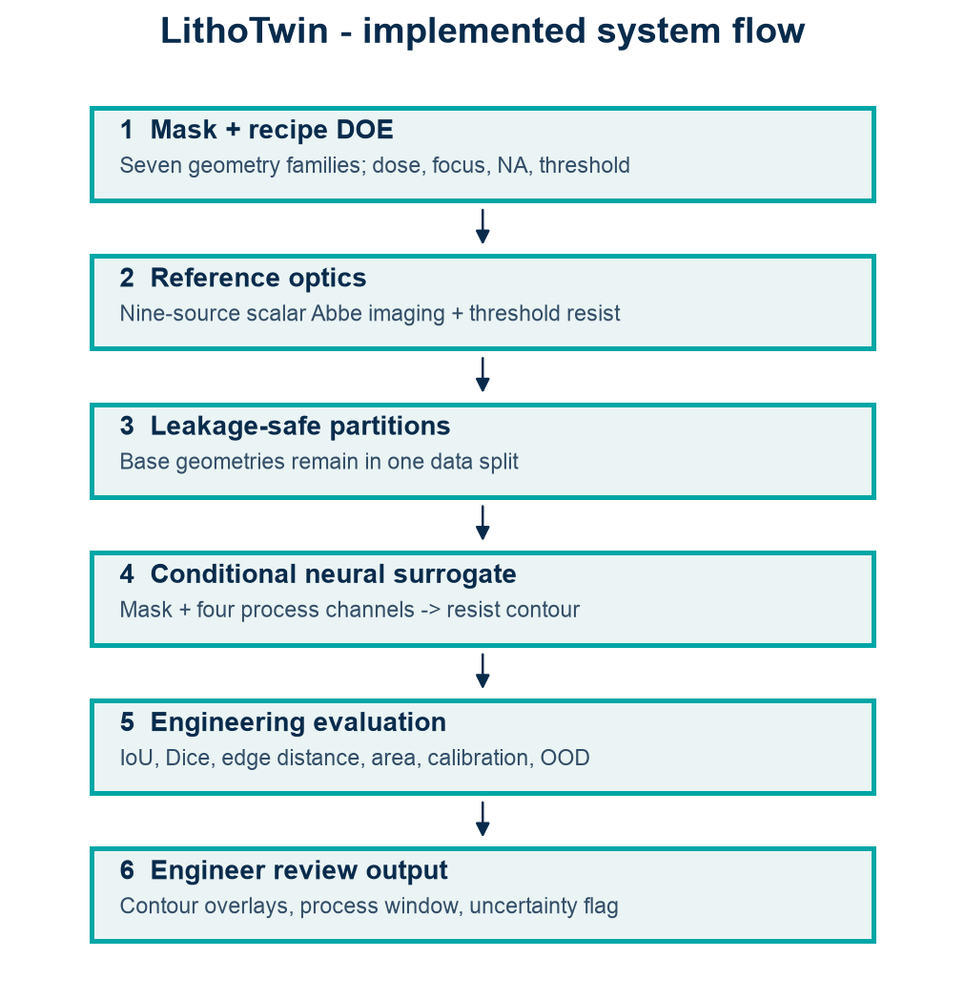 LithoTwin - implemented system flow
1 Mask + recipe DOE
Seven geometry families; dose, focus, NA, threshold
2 Reference optics
Nine-source scalar Abbe imaging + threshold resist
3 Leakage-safe partitions
Base geometries remain in one data split
4 Conditional neural surrogate
Mask + four process channels -> resist contour
5 Engineering evaluation
IoU, Dice, edge distance, area, calibration, OOD
6 Engineer review output
Contour overlays, process window, uncertainty flag